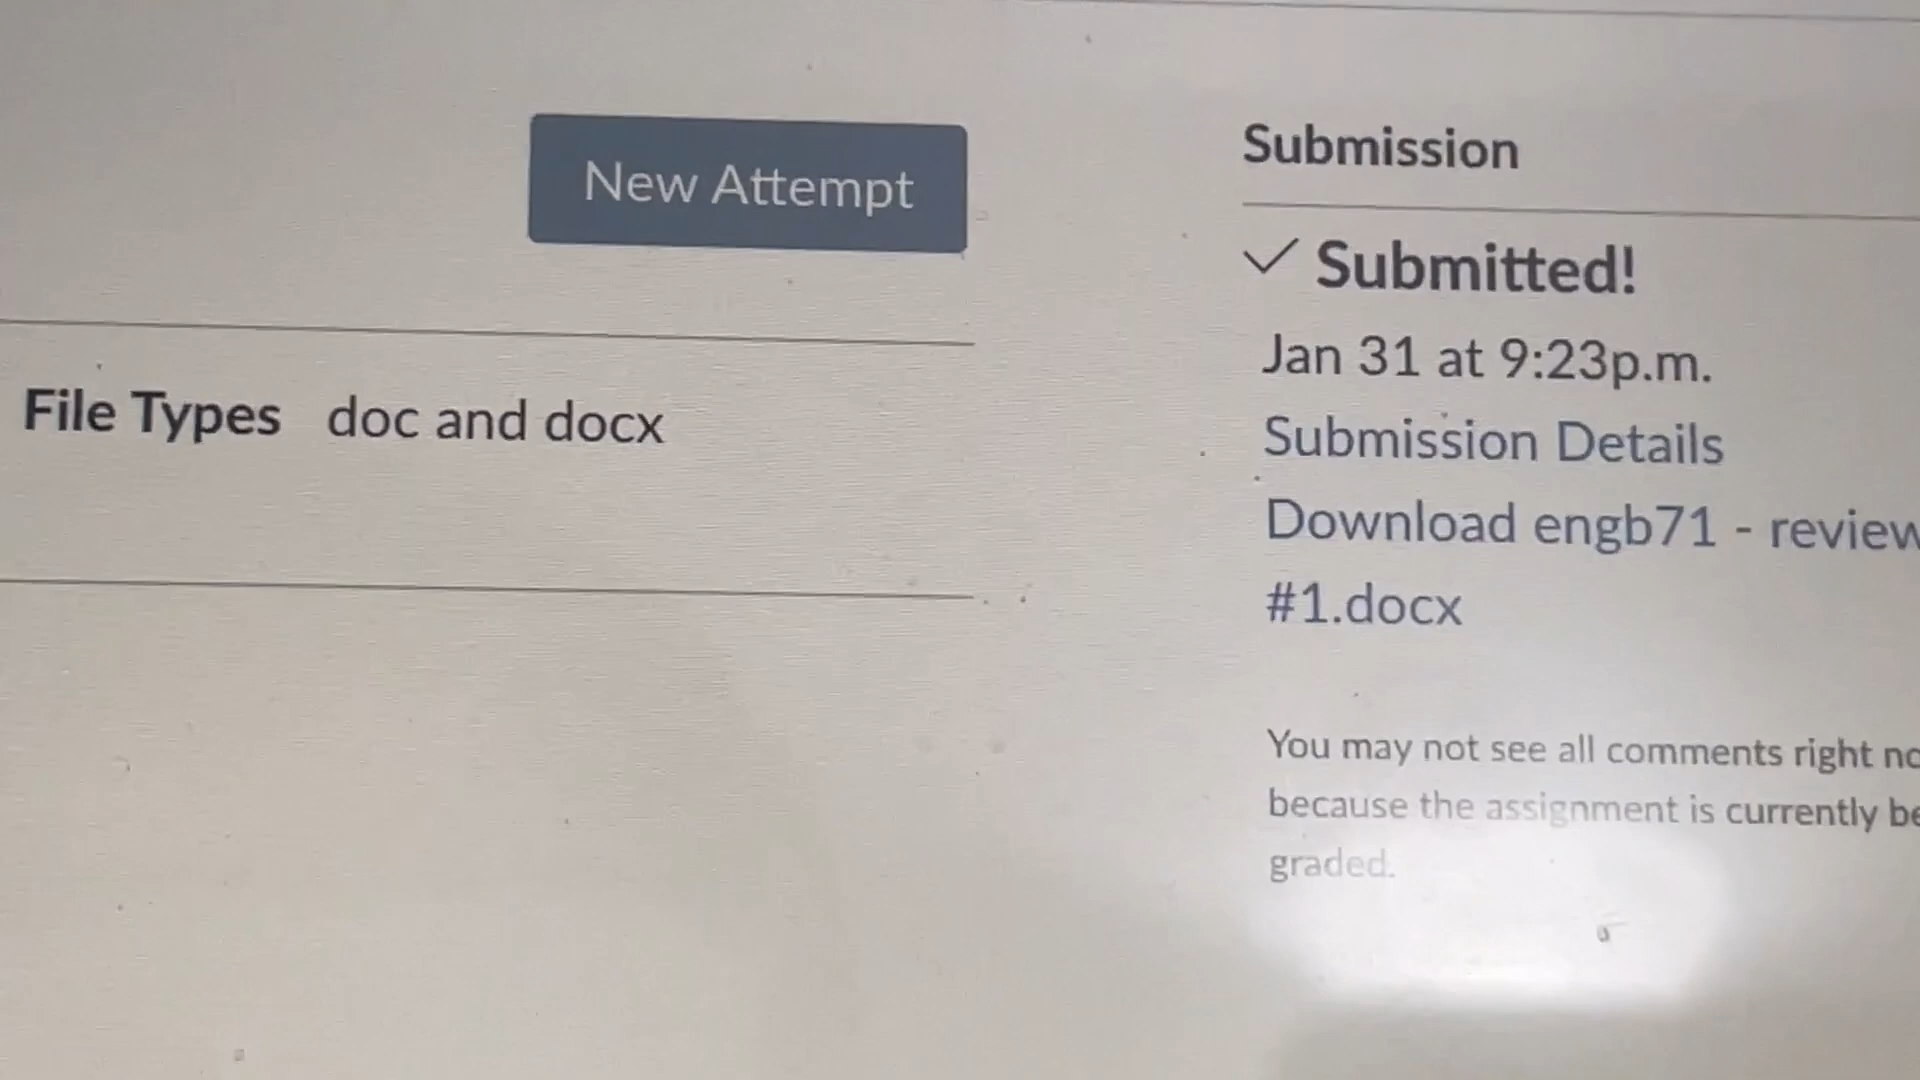 New Attempt
File Types doc and docx
Submission
Submitted!
Jan 31 at 9:23p.m.
Submission Details
Download engb71 - review
#1.docx
You may not see all comments right
because the assignment is currently
graded.